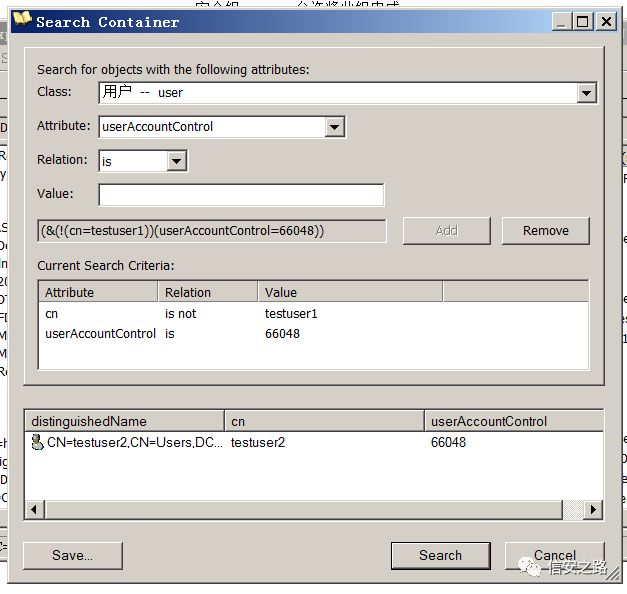 Search Container
Search for objects with the following attributes:
Class: 用户 -- user
Attribute: userAccountControl
Relation: is
Value:
(&(!(cn=testuser1))(userAccountControl=66048)) Add Remove
Current Search Criteria:
Attribute Relation Value
cn is not testuser1
userAccountControl is 66048
distinguishedName cn userAccountControl
CN=testuser2,CN=Users,DC... testuser2 66048
Save... Search Cancel
信安之路